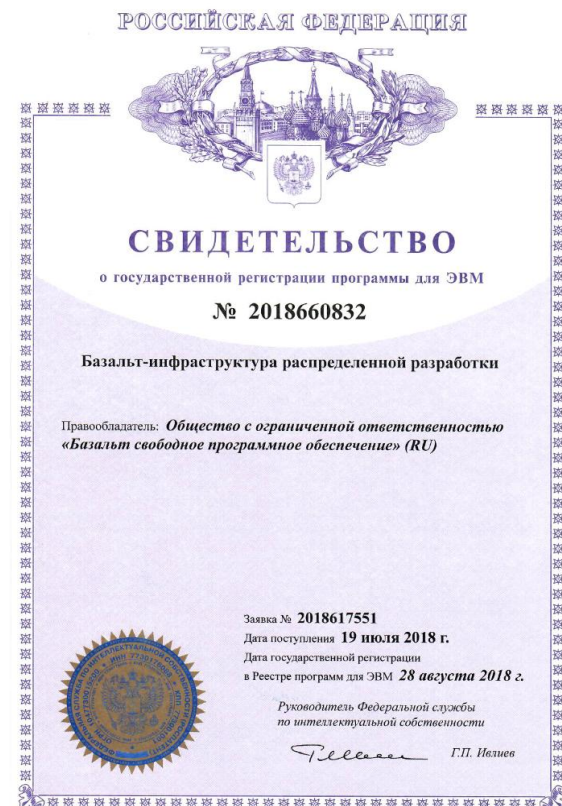 РОССИЙСКАЯ ФЕДЕРАЦИЯ
СВИДЕТЕЛЬСТВО
о государственной регистрации программы для ЭВМ
№ 2018660832
Базальт-инфраструктура распределенной разработки
Правообладатель: Общество с ограниченной ответственностью
«Базальт свободное программное обеспечение» (RU)
Заявка № 2018617551
Дата поступления 19 июля 2018 г.
Дата государственной регистрации
в Реестре программ для ЭВМ 28 августа 2018 г.
Руководитель Федеральной службы
по интеллектуальной собственности
Г.П. Ивлиев